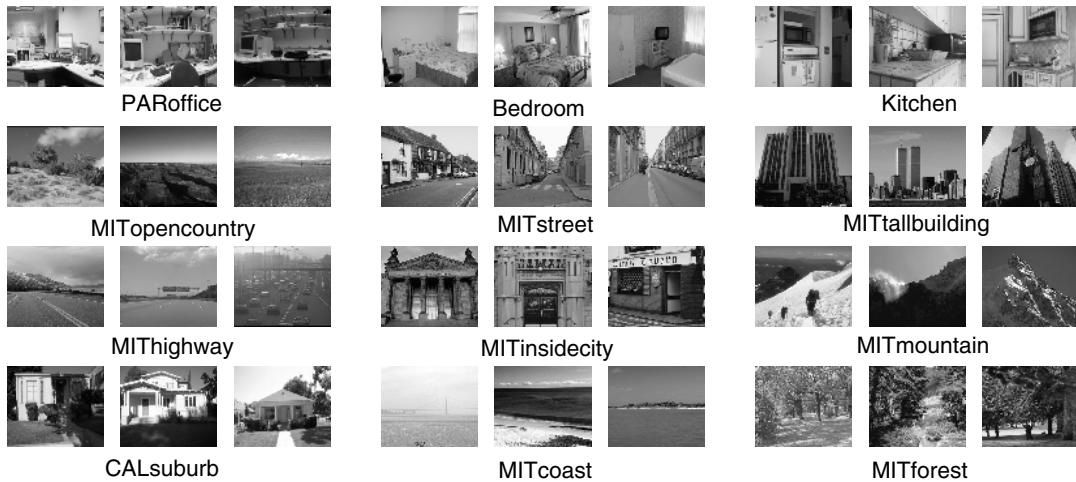 PARoffice
Bedroom
Kitchen
MITopencountry
MITstreet
MITtallbuilding
MIThighway
MITinsidecity
MITmountain
CALsuburb
MITcoast
MITforest